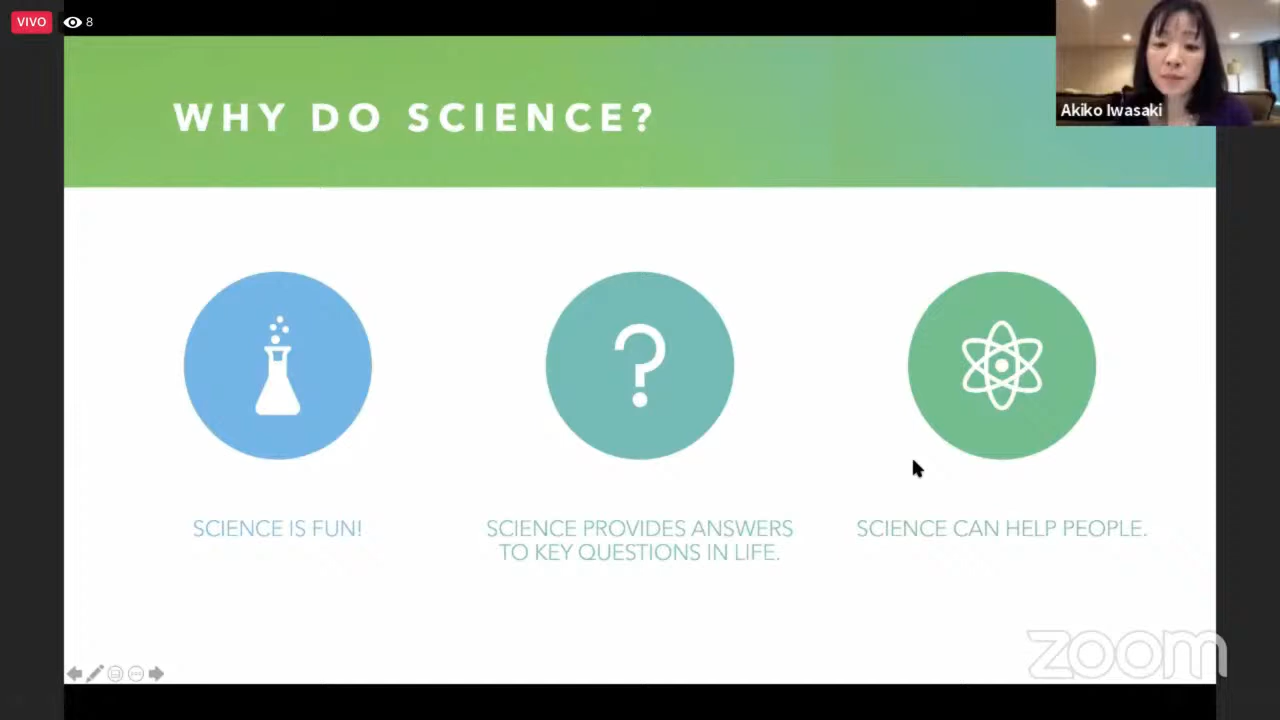 VIVO 8
Akiko Iwasaki
WHY DO SCIENCE?
?
SCIENCE IS FUN!
SCIENCE PROVIDES ANSWERS
TO KEY QUESTIONS IN LIFE.
SCIENCE CAN HELP PEOPLE.
zoom